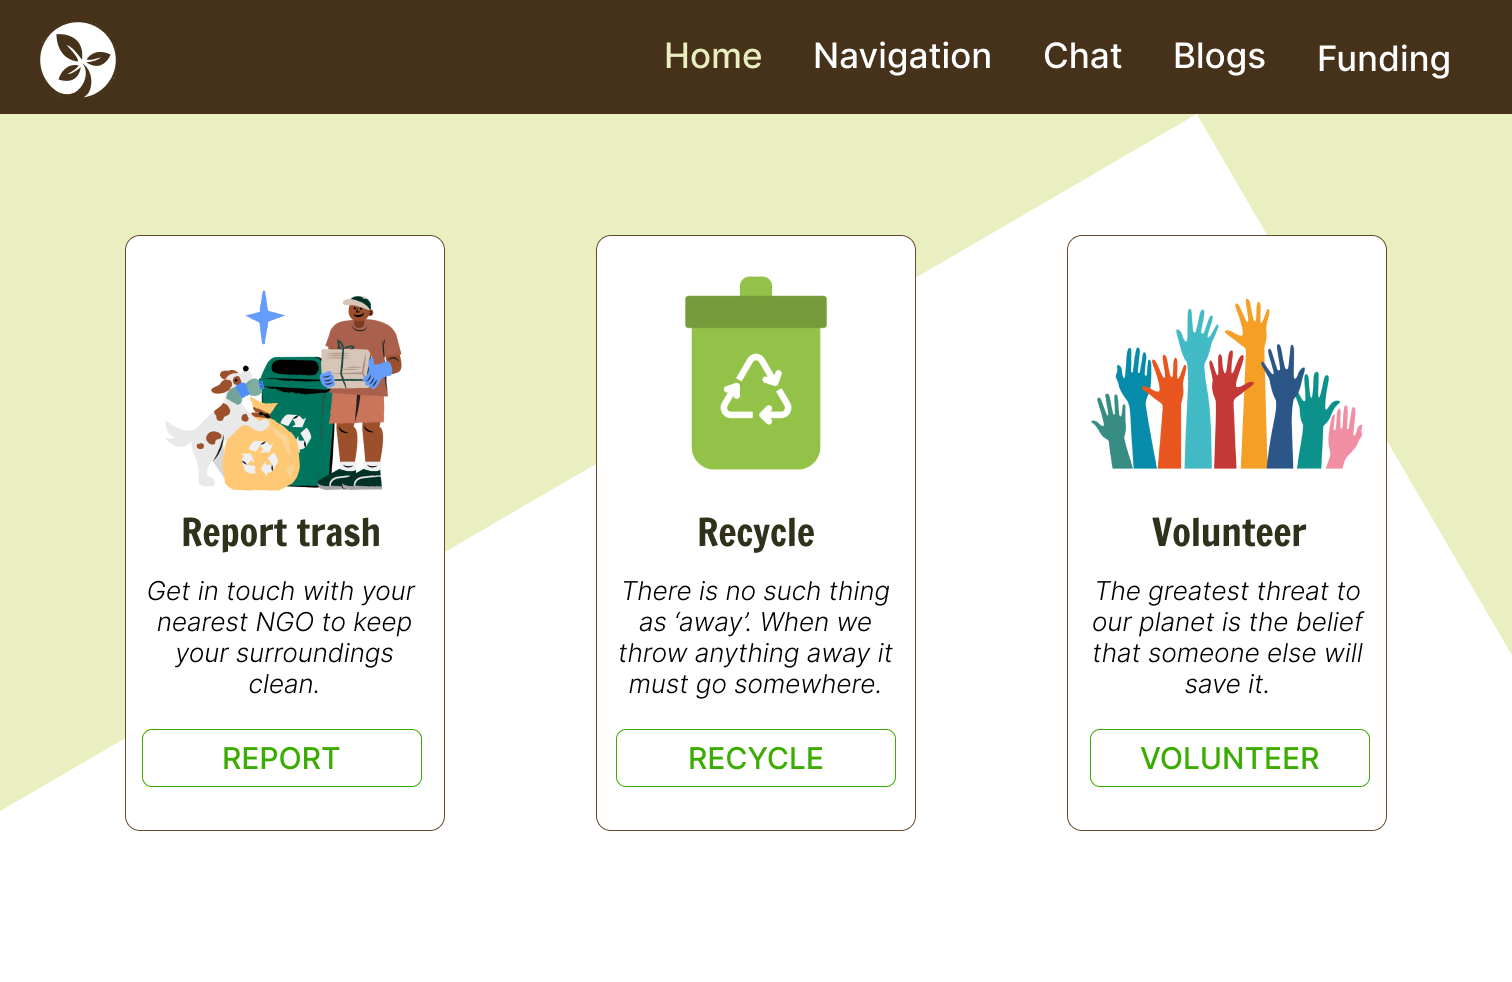 Home Navigation Chat Blogs Funding
Report trash
Get in touch with your
nearest NGO to keep
your surroundings
clean.
REPORT
Recycle
There is no such thing
as ‘away’. When we
throw anything away it
must go somewhere.
RECYCLE
Volunteer
The greatest threat to
our planet is the belief
that someone else will
save it.
VOLUNTEER